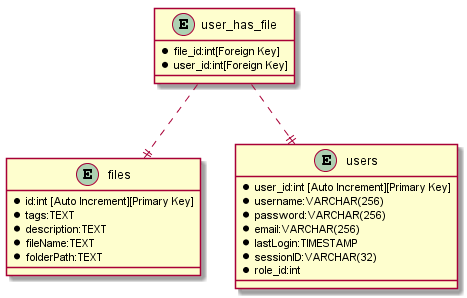 E user_has_file
file_id:int[Foreign Key]
user_id:int[Foreign Key]
E files
id:int [Auto Increment][Primary Key]
tags:TEXT
description:TEXT
fileName:TEXT
folderPath:TEXT
E users
user_id:int [Auto Increment][Primary Key]
username:VARCHAR(256)
password:VARCHAR(256)
email:VARCHAR(256)
lastLogin:TIMESTAMP
sessionID:VARCHAR(32)
role_id:int